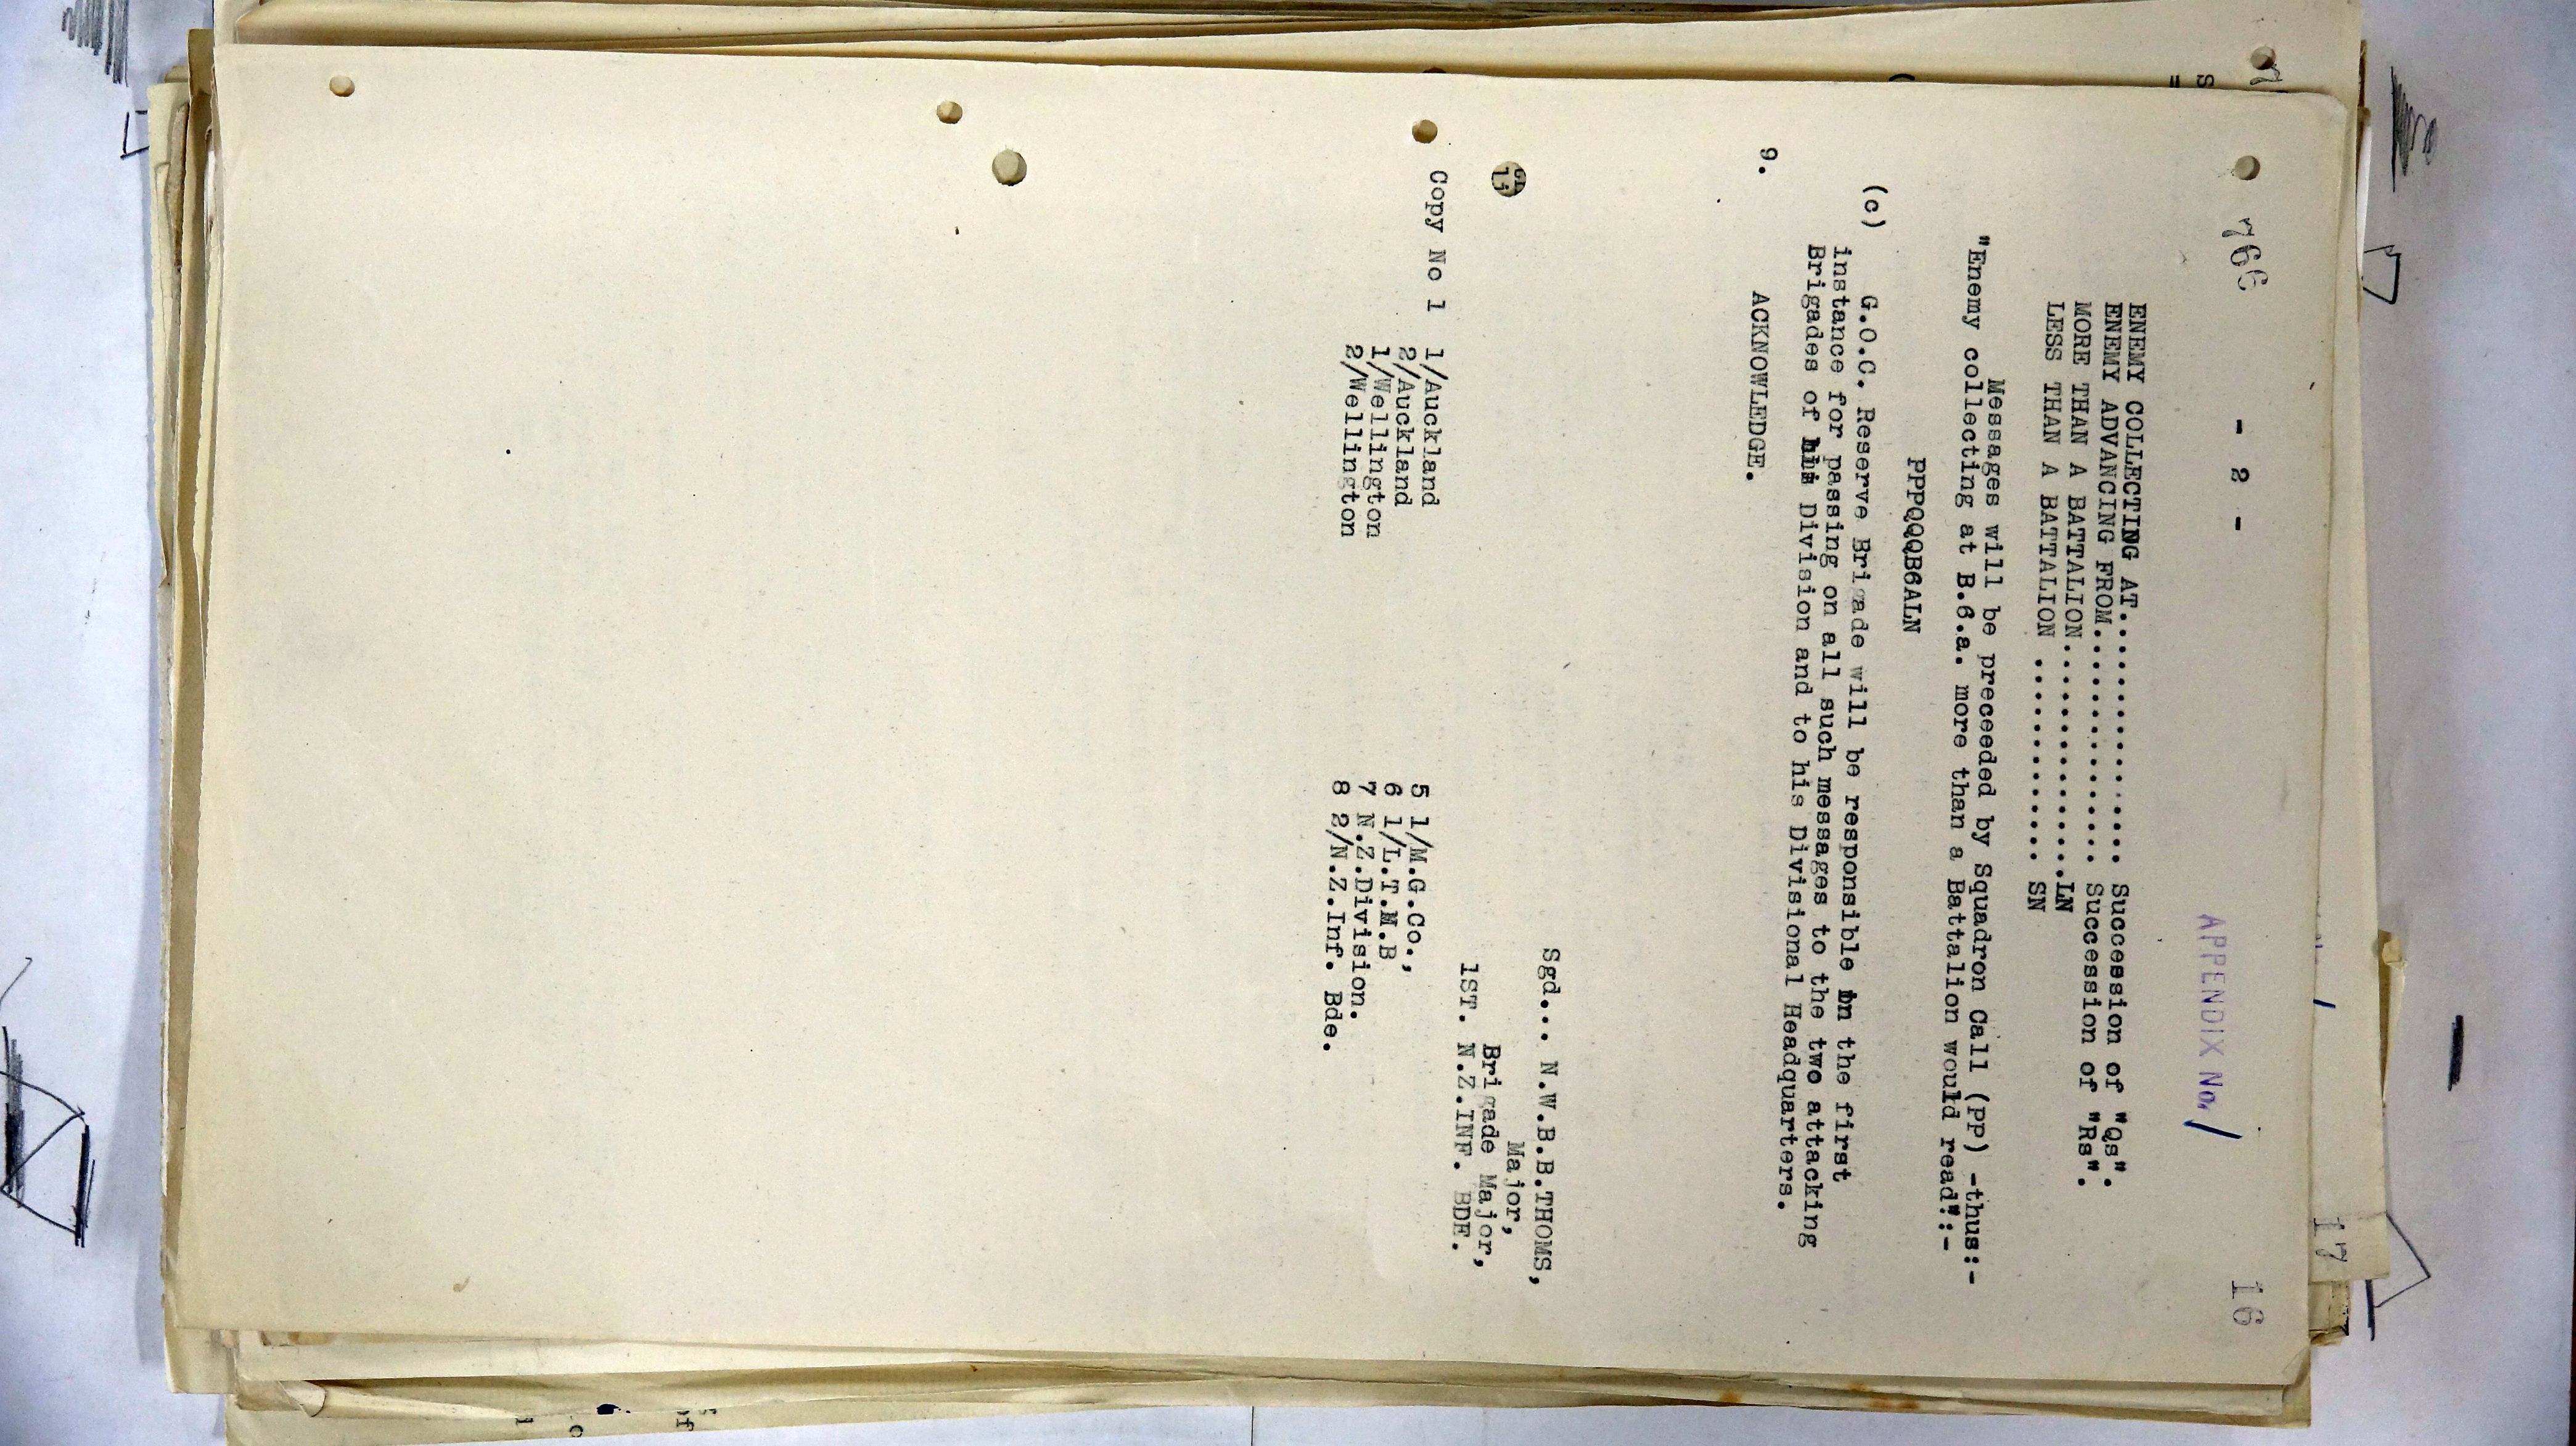 766
- 2 -
APPENDIX No. 1
16
17
ENEMY COLLECTING AT..................... Succession of "Qs".
ENEMY ADVANCING FROM.................. Succession of "Rs".
MORE THAN A BATTALION..................LN
LESS THAN A BATTALION ................ SN
Messages will be preceeded by Squadron Call (PP) -thus:-
"Enemy collecting at B.6.a. more than a Battalion would read":-
PPPQQQB6ALN
(c) G.O.C. Reserve Brigade will be responsible in the first
instance for passing on all such messages to the two attacking
Brigades of his Division and to his Divisional Headquarters.
9. ACKNOWLEDGE.
Sgd... N.W.B.B.THOMS,
Major,
Brigade Major,
1ST. N.Z.INF. BDE.
Copy No 1 1/Auckland 5 1/M.G.Co.,
2/Auckland 6 1/L.T.M.B
1/Wellington 7 N.Z.Division.
2/Wellington 8 2/N.Z.Inf. Bde.